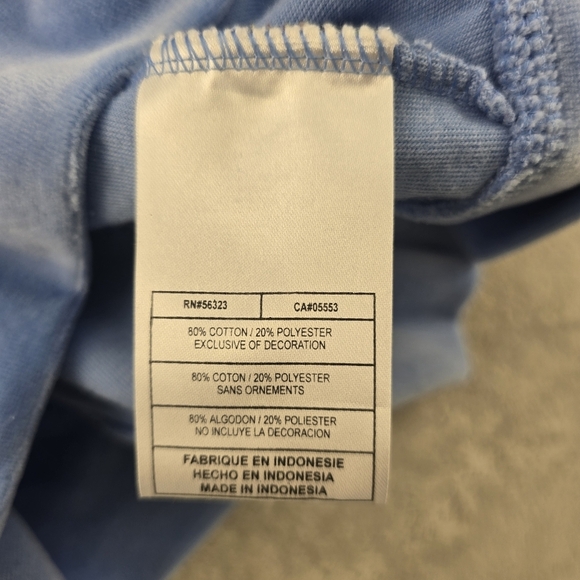 RN#56323 CA#05553
80% COTTON / 20% POLYESTER
EXCLUSIVE OF DECORATION
80% COTON / 20% POLYESTER
SANS ORNEMENTS
80% ALGODON / 20% POLIESTER
NO INCLUYE LA DECORACION
FABRIQUE EN INDONESIE
HECHO EN INDONESIA
MADE IN INDONESIA